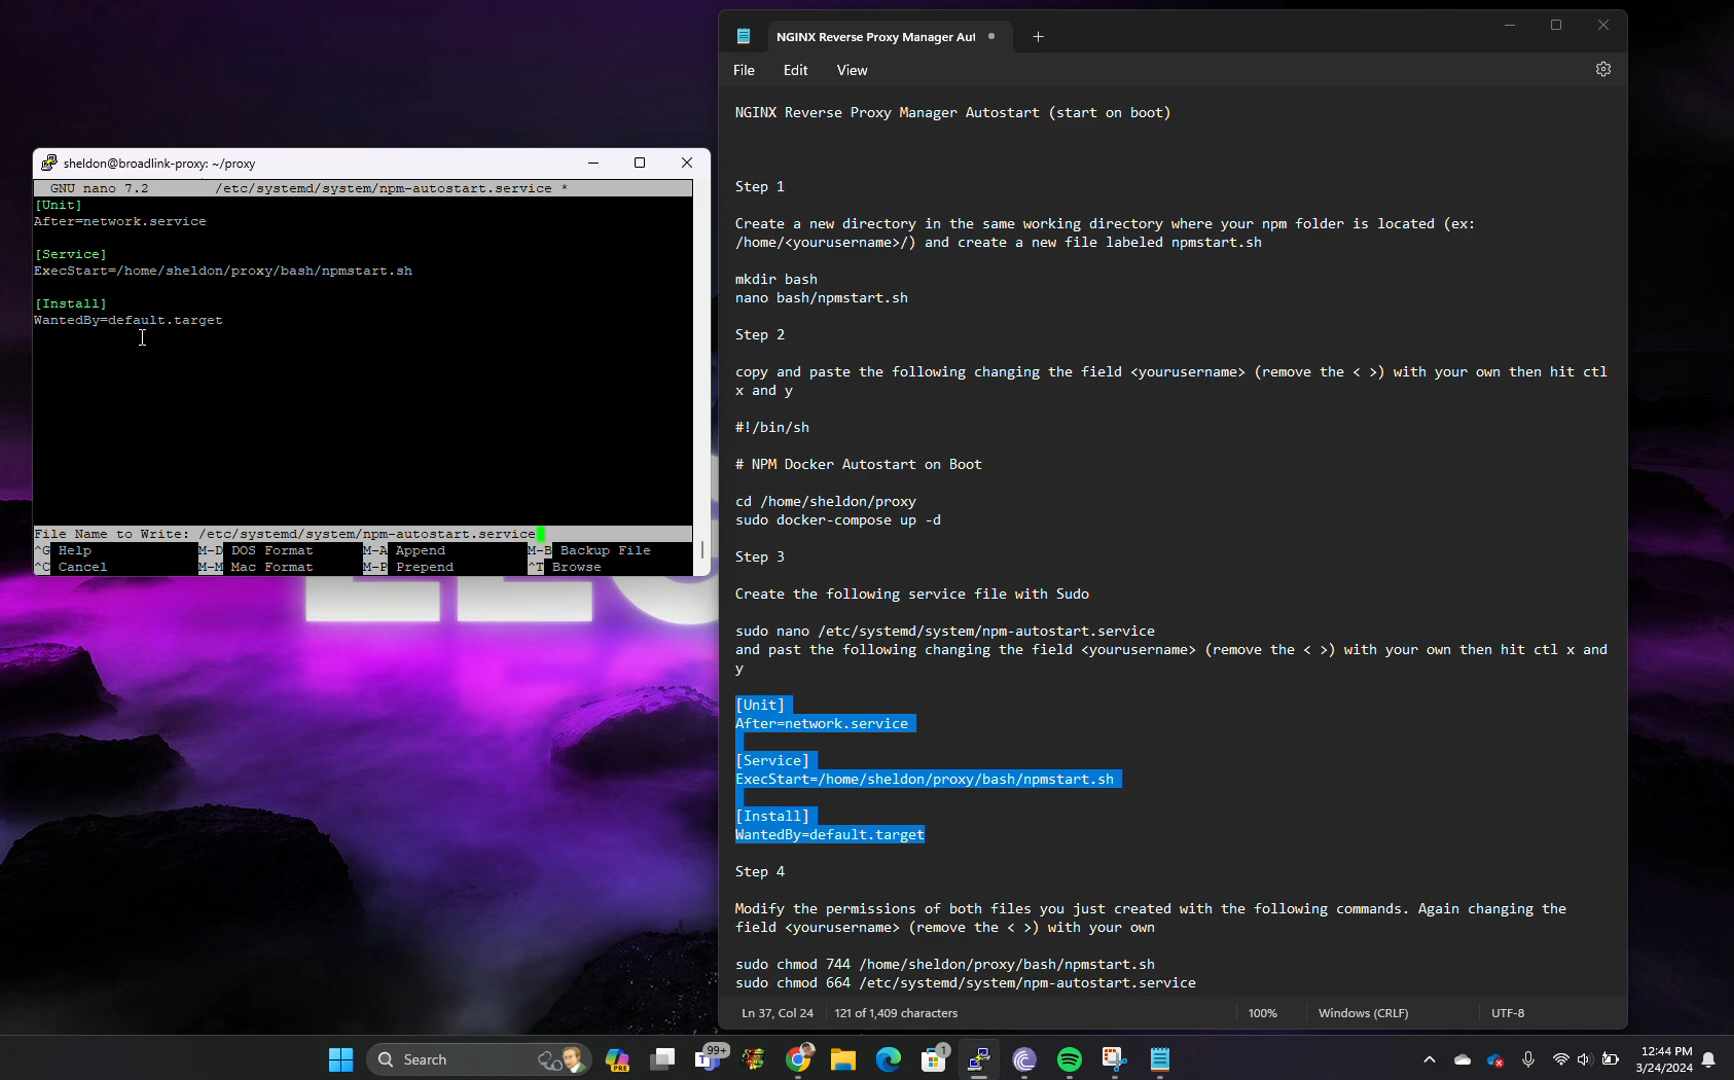 sheldon@broadlink-proxy: ~/proxy
GNU nano 7.2 /etc/systemd/system/npm-autostart.service *
[Unit]
After=network.service
[Service]
ExecStart=/home/sheldon/proxy/bash/npmstart.sh
[Install]
WantedBy=default.target
File Name to Write: /etc/systemd/system/npm-autostart.service
^G Help M-D DOS Format M-A Append M-B Backup File
^C Cancel M-M Mac Format M-P Prepend ^T Browse
NGINX Reverse Proxy Manager Aut
File Edit View
NGINX Reverse Proxy Manager Autostart (start on boot)
Step 1
Create a new directory in the same working directory where your npm folder is located (ex:
/home/<yourusername>/) and create a new file labeled npmstart.sh
mkdir bash
nano bash/npmstart.sh
Step 2
copy and paste the following changing the field <yourusername> (remove the < >) with your own then hit ctl
x and y
#!/bin/sh
# NPM Docker Autostart on Boot
cd /home/sheldon/proxy
sudo docker-compose up -d
Step 3
Create the following service file with Sudo
sudo nano /etc/systemd/system/npm-autostart.service
and past the following changing the field <yourusername> (remove the < >) with your own then hit ctl x and
y
[Unit]
After=network.service
[Service]
ExecStart=/home/sheldon/proxy/bash/npmstart.sh
[Install]
WantedBy=default.target
Step 4
Modify the permissions of both files you just created with the following commands. Again changing the
field <yourusername> (remove the < >) with your own
sudo chmod 744 /home/sheldon/proxy/bash/npmstart.sh
sudo chmod 664 /etc/systemd/system/npm-autostart.service
Ln 37, Col 24 121 of 1,409 characters 100% Windows (CRLF) UTF-8
Search PRE 99+ 1 12:44 PM
3/24/2024